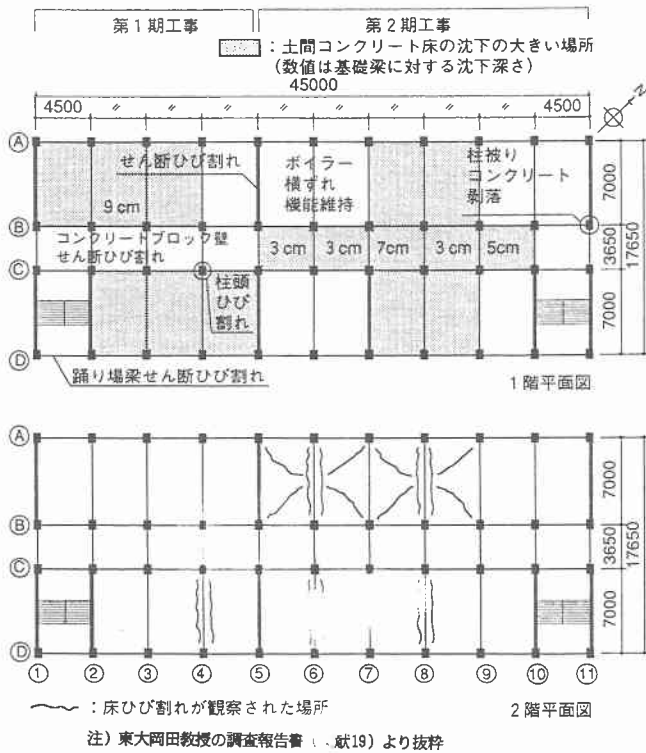 第1期工事
第2期工事
：土間コンクリート床の沈下の大きい場所
(数値は基礎梁に対する沈下深さ)
45000
4500
〃
〃
〃
〃
〃
〃
〃
〃
4500
N
A
せん断ひび割れ
ボイラー
横ずれ
機能維持
柱被り
コンクリート
剥落
7000
9cm
B
コンクリートブロック壁
せん断ひび割れ
3cm
3cm
7cm
3cm
5cm
3650
17650
C
柱頭
ひび
割れ
7000
D
踊り場梁せん断ひび割れ
1階平面図
A
7000
B
3650
17650
C
7000
D
① ② ③ ④ ⑤ ⑥ ⑦ ⑧ ⑨ ⑩ ⑪
：床ひび割れが観察された場所
2階平面図
注）東大岡田教授の調査報告書 献19）より抜粋